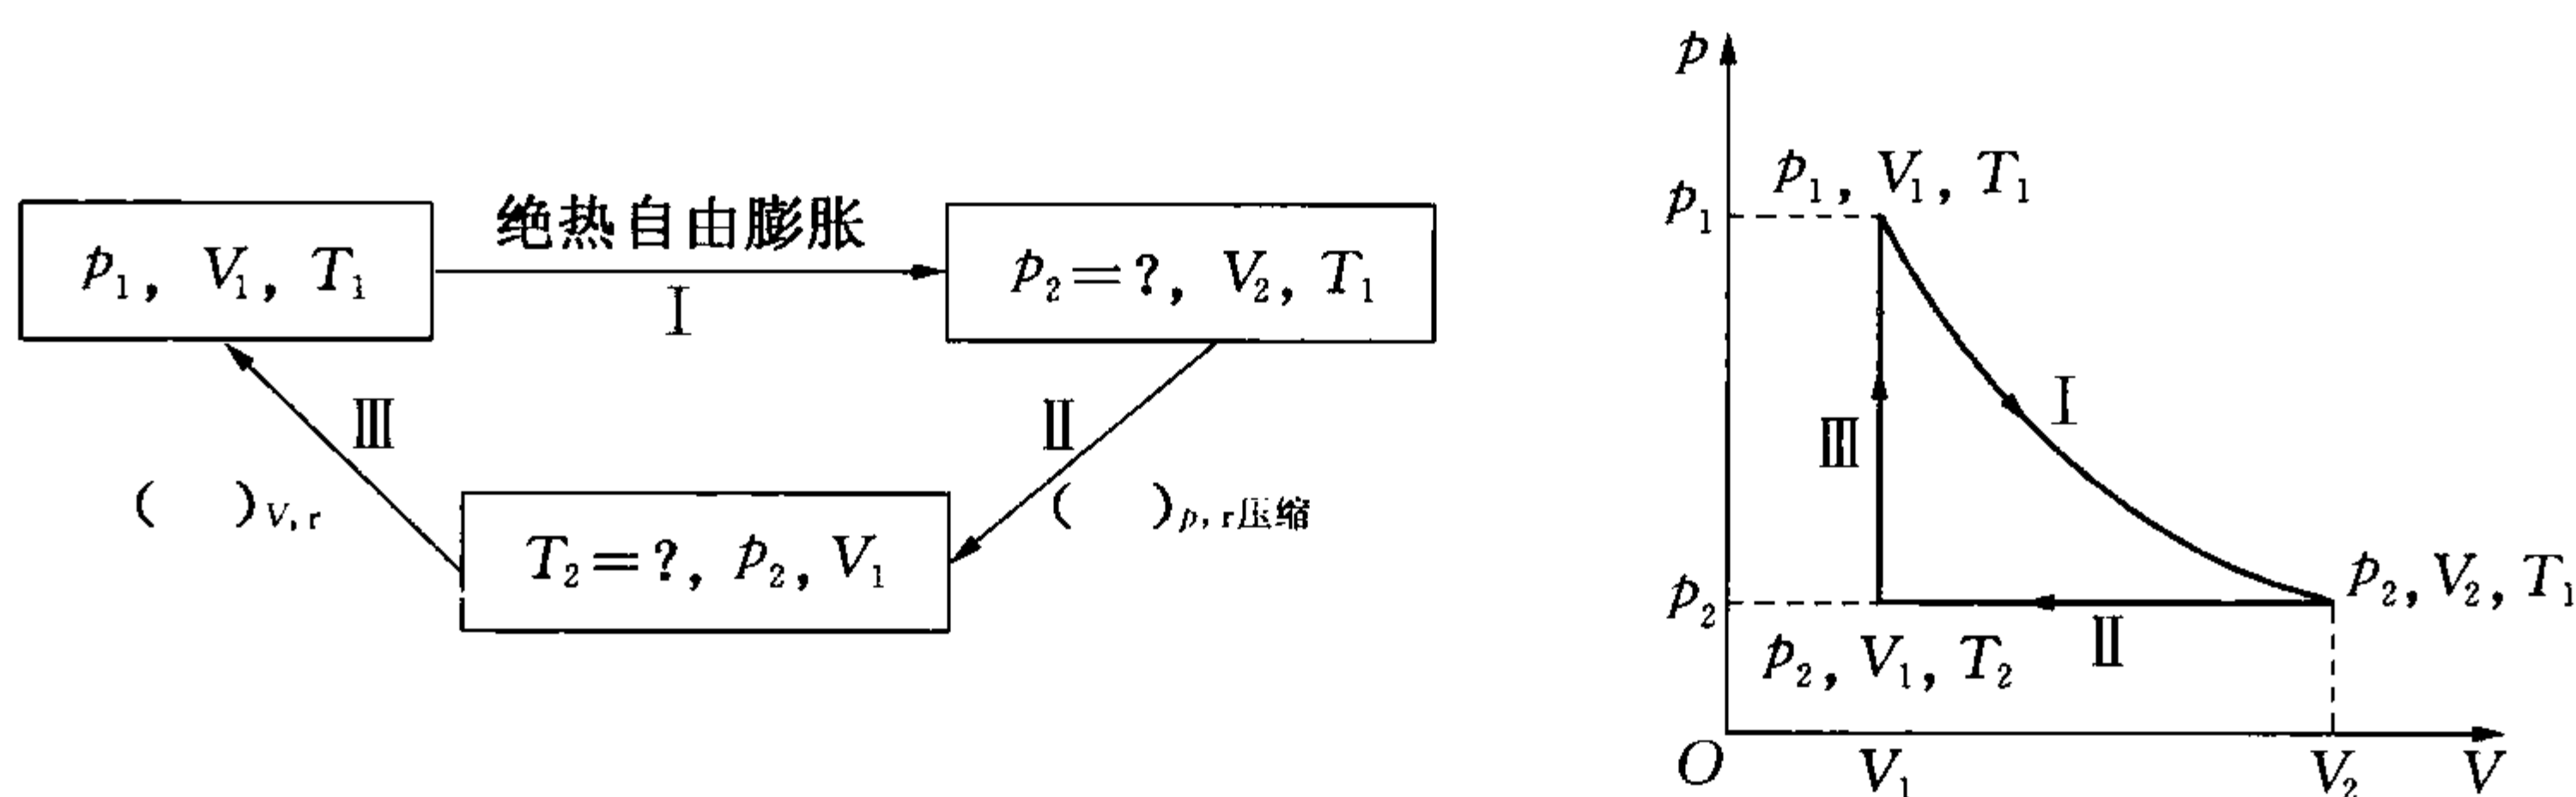 绝热自由膨胀
p₁, V₁, T₁
I
p₂=?, V₂, T₁
III
II
( )V, r
( )p, r压缩
T₂=?, p₂, V₁
p
p₁, V₁, T₁
p₁
I
III
p₂
p₂, V₂, T₁
II
p₂, V₁, T₂
O
V₁
V₂
V